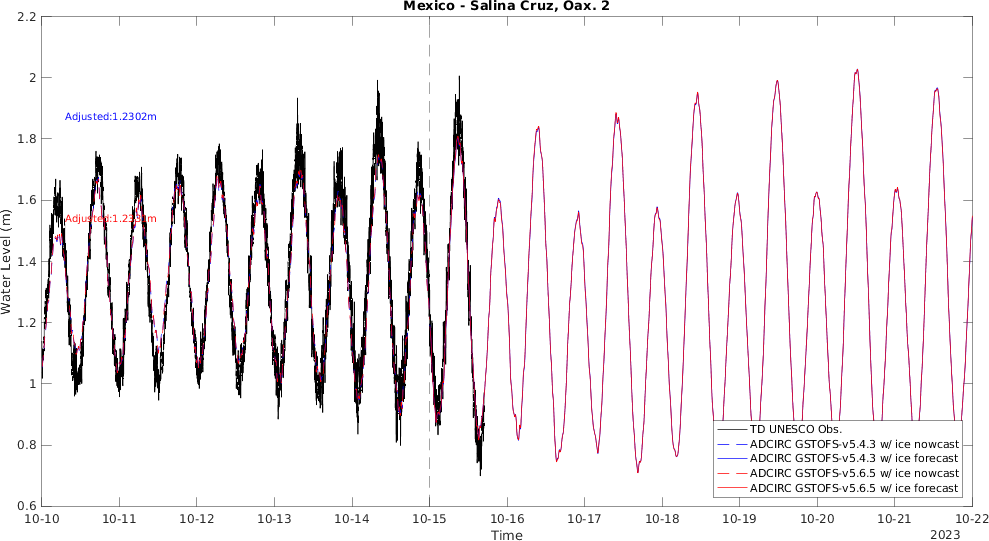 Mexico - Salina Cruz, Oax. 2
2.2
2
1.8
1.6
1.4
1.2
1
0.8
0.6
Water Level (m)
Adjusted:1.2302m
TD UNESCO Obs.
ADCIRC GSTOFS-v5.4.3 w/ ice nowcast
ADCIRC GSTOFS-v5.4.3 w/ ice forecast
ADCIRC GSTOFS-v5.6.5 w/ ice nowcast
ADCIRC GSTOFS-v5.6.5 w/ ice forecast
10-10 10-11 10-12 10-13 10-14 10-15 10-16 10-17 10-18 10-19 10-20 10-21 10-22
Time
2023